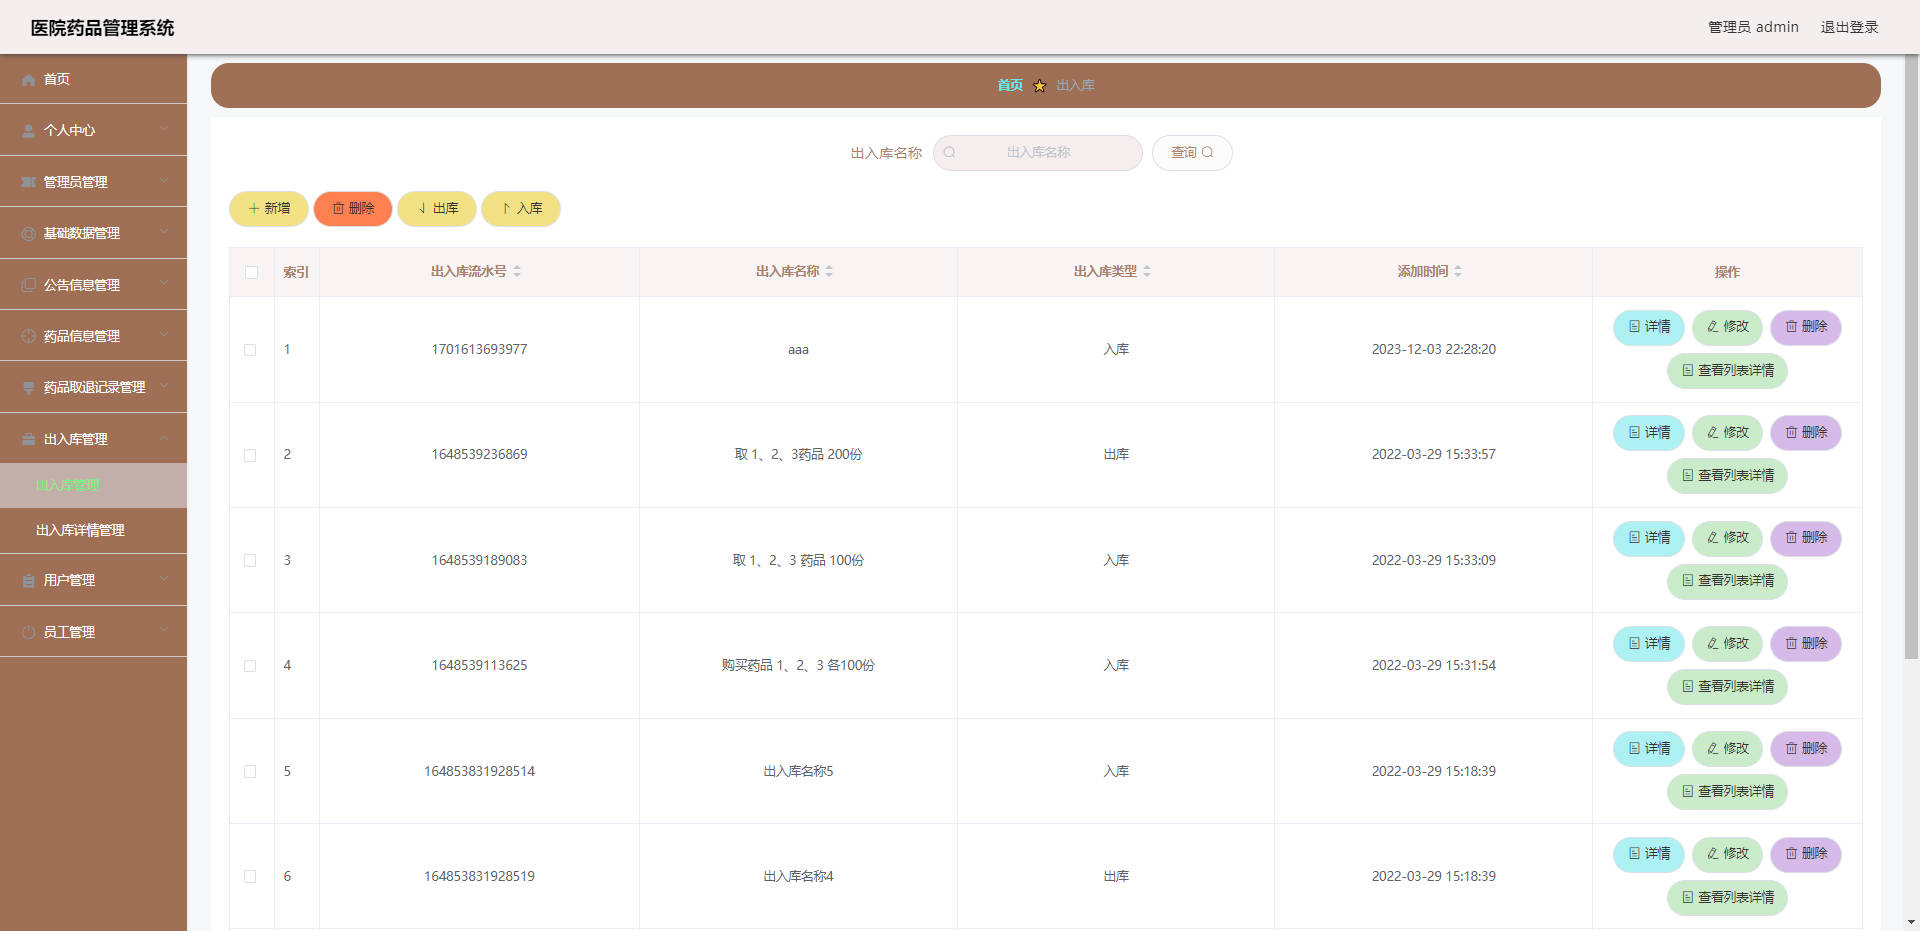 医院药品管理系统
管理员 admin 退出登录
首页
个人中心
管理员管理
基础数据管理
公告信息管理
药品信息管理
药品取退记录管理
出入库管理
出入库管理
出入库详情管理
用户管理
员工管理
首页 出入库
出入库名称 出入库名称 查询
新增 删除 出库 入库
索引 出入库流水号 出入库名称 出入库类型 添加时间 操作
1 1701613693977 aaa 入库 2023-12-03 22:28:20 详情 修改 删除
查看列表详情
2 1648539236869 取 1、2、3药品 200份 出库 2022-03-29 15:33:57 详情 修改 删除
查看列表详情
3 1648539189083 取 1、2、3 药品 100份 入库 2022-03-29 15:33:09 详情 修改 删除
查看列表详情
4 1648539113625 购买药品 1、2、3 各100份 入库 2022-03-29 15:31:54 详情 修改 删除
查看列表详情
5 164853831928514 出入库名称5 入库 2022-03-29 15:18:39 详情 修改 删除
查看列表详情
6 164853831928519 出入库名称4 出库 2022-03-29 15:18:39 详情 修改 删除
查看列表详情